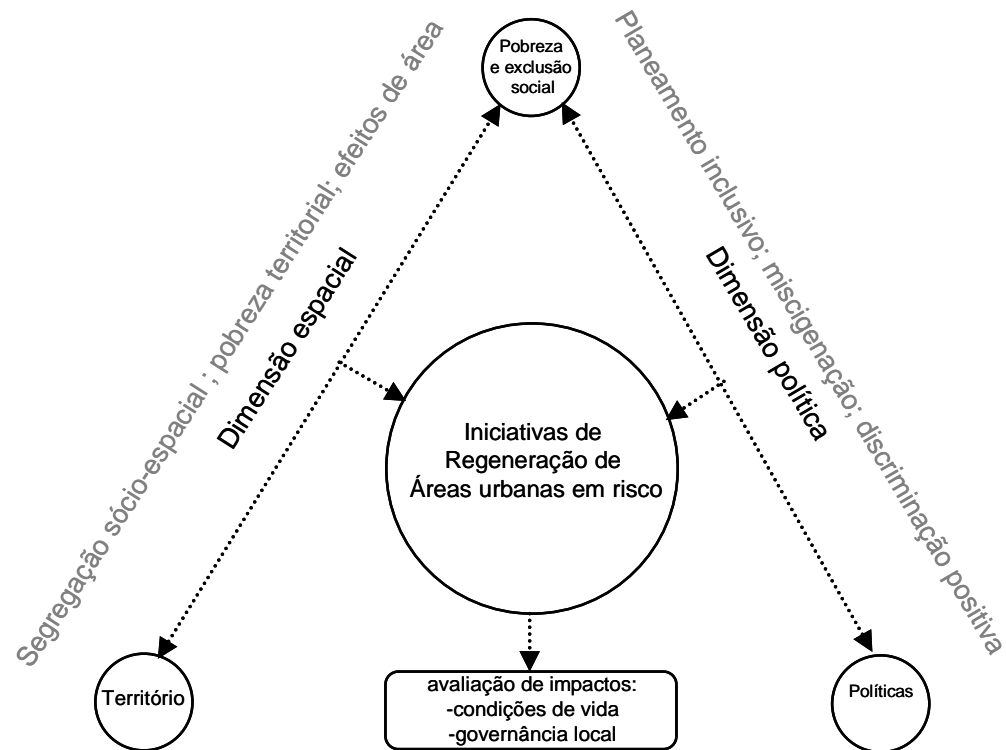 Pobreza
e exclusão
social
Segregação sócio-espacial ; pobreza territorial; efeitos de área
Dimensão espacial
Planeamento inclusivo; miscigenação; discriminação positiva
Dimensão política
Iniciativas de
Regeneração de
Áreas urbanas em risco
Território
avaliação de impactos:
-condições de vida
-governância local
Políticas